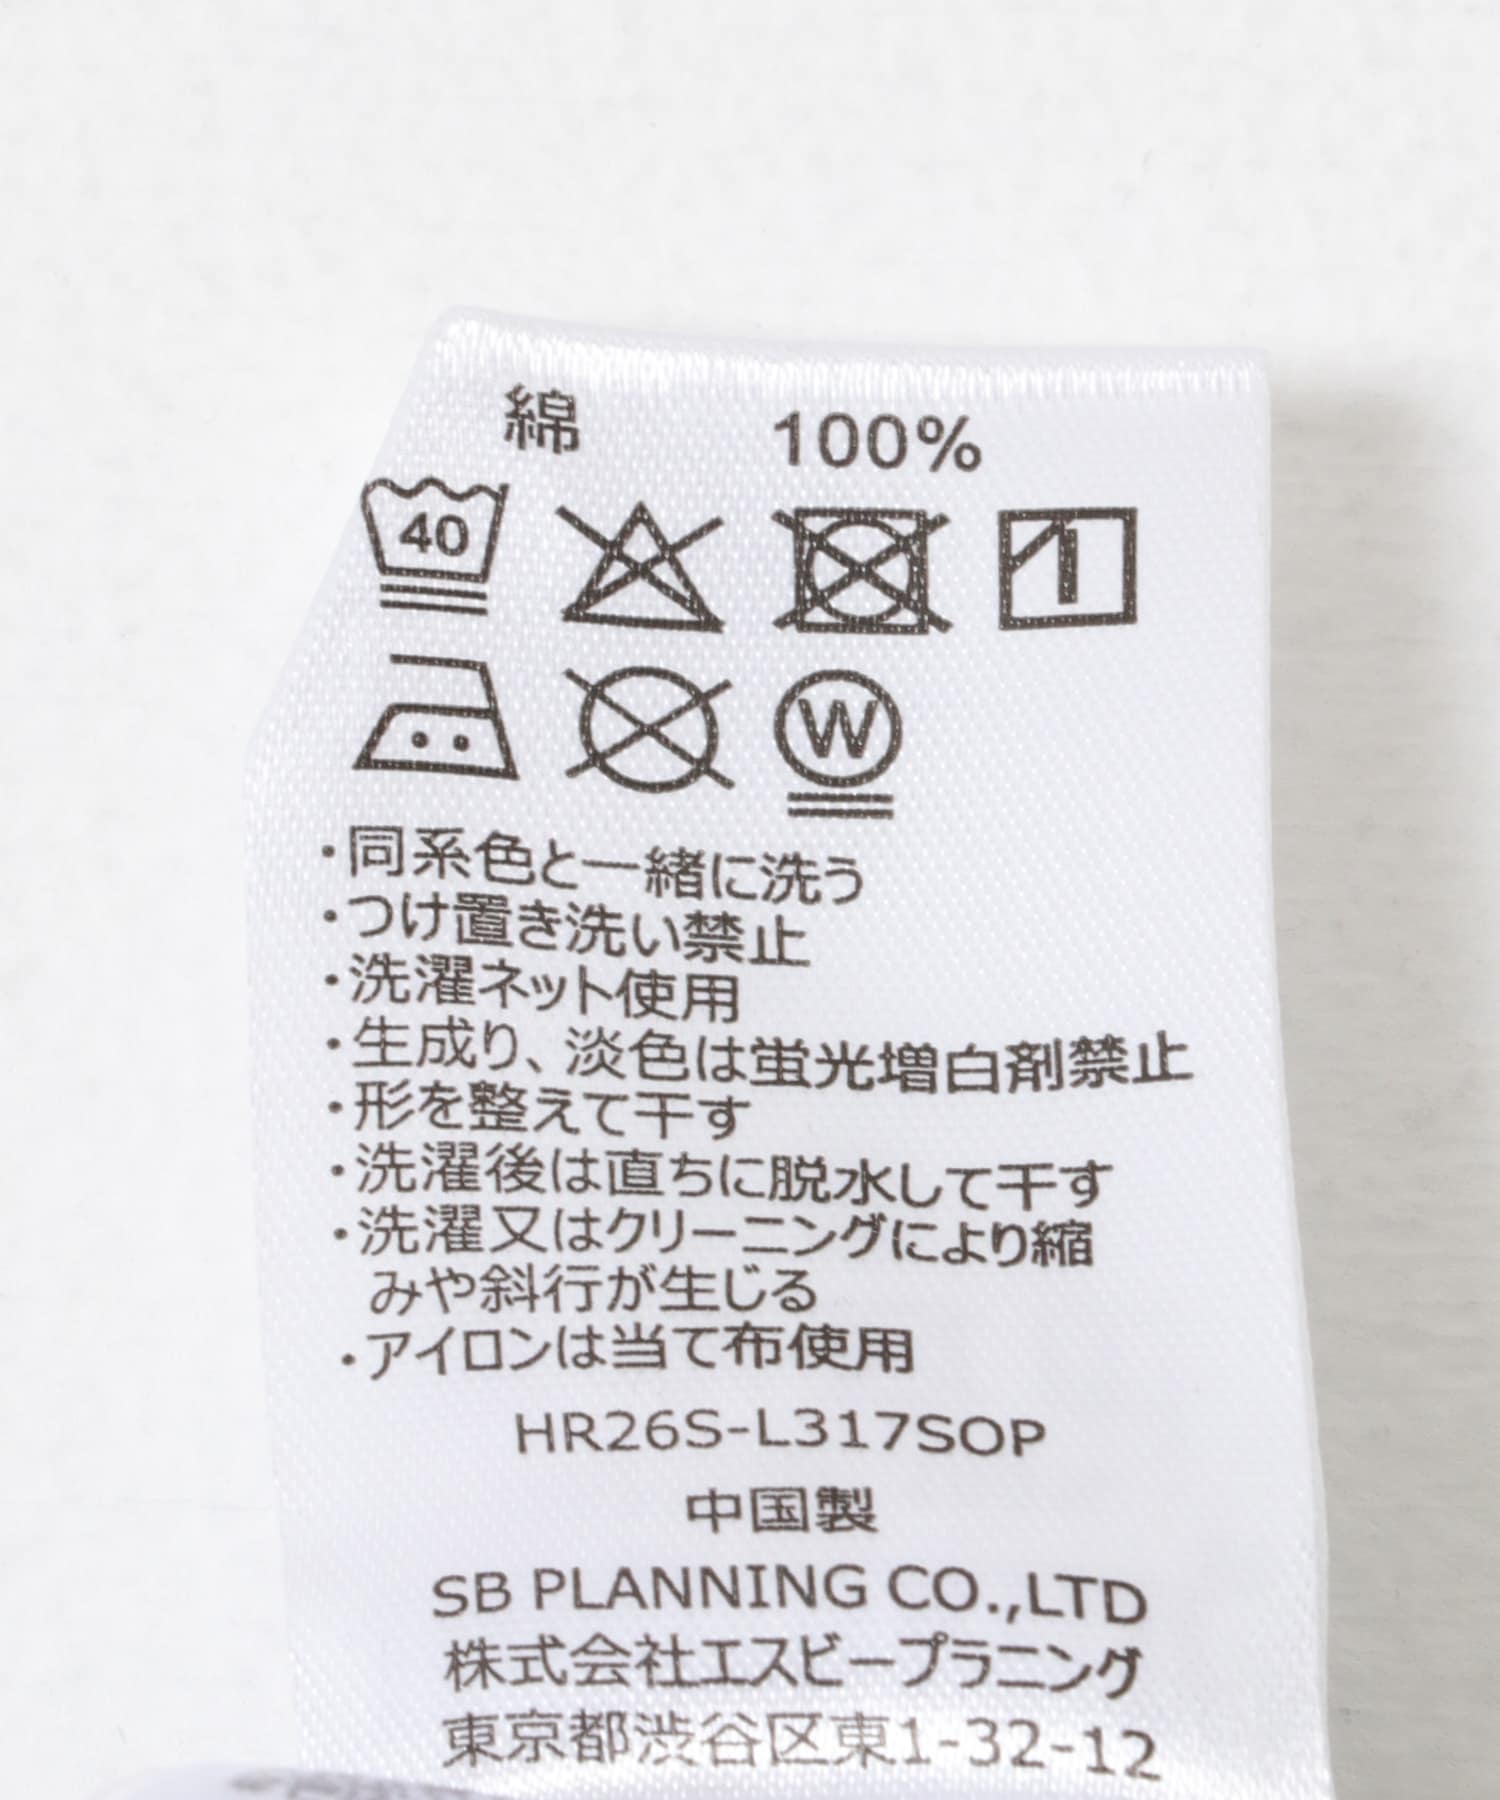 綿 100%
40
W
・同系色と一緒に洗う
・つけ置き洗い禁止
・洗濯ネット使用
・生成り、淡色は蛍光増白剤禁止
・形を整えて干す
・洗濯後は直ちに脱水して干す
・洗濯又はクリーニングにより縮
みや斜行が生じる
・アイロンは当て布使用
HR26S-L317SOP
中国製
SB PLANNING CO.,LTD
株式会社エスビープラニング
東京都渋谷区東1-32-12